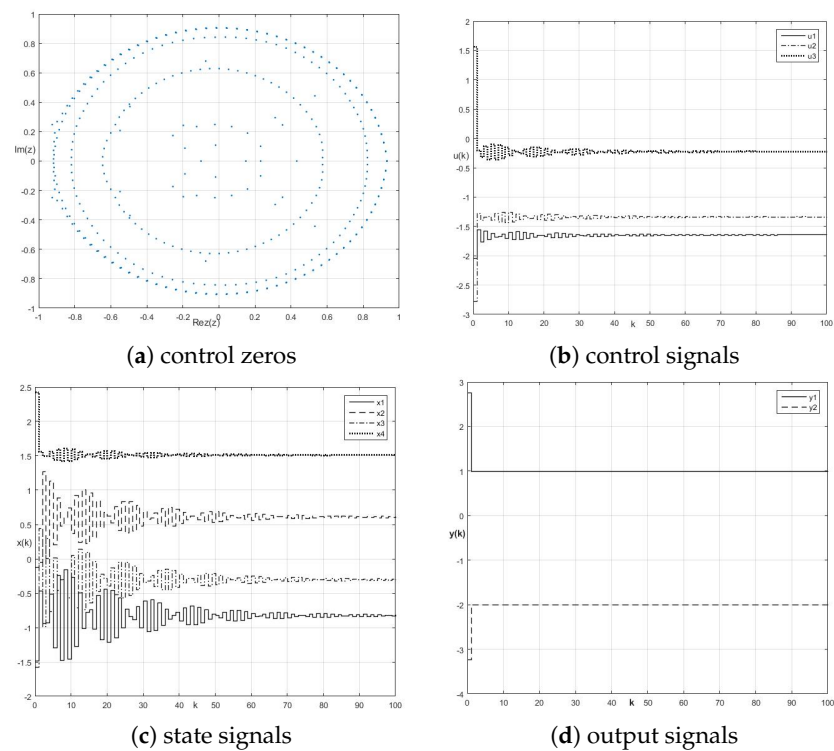 1
0.8
0.6
0.4
0.2
Im(z)
0
-0.2
-0.4
-0.6
-0.8
-1
-1 -0.8 -0.6 -0.4 -0.2 0 0.2 0.4 0.6 0.8 1
Rez(z)
(a) control zeros
2
1.5
1
0.5
0
u(k)
-0.5
-1
-1.5
-2
-2.5
-3
0 10 20 30 40 50 60 70 80 90 100
k
u1
u2
u3
(b) control signals
2.5
2
1.5
1
0.5
x(k)
0
-0.5
-1
-1.5
-2
0 10 20 30 40 50 60 70 80 90 100
k
x1
x2
x3
x4
(c) state signals
3
2
1
0
y(k)
-1
-2
-3
-4
0 10 20 30 40 50 60 70 80 90 100
k
y1
y2
(d) output signals